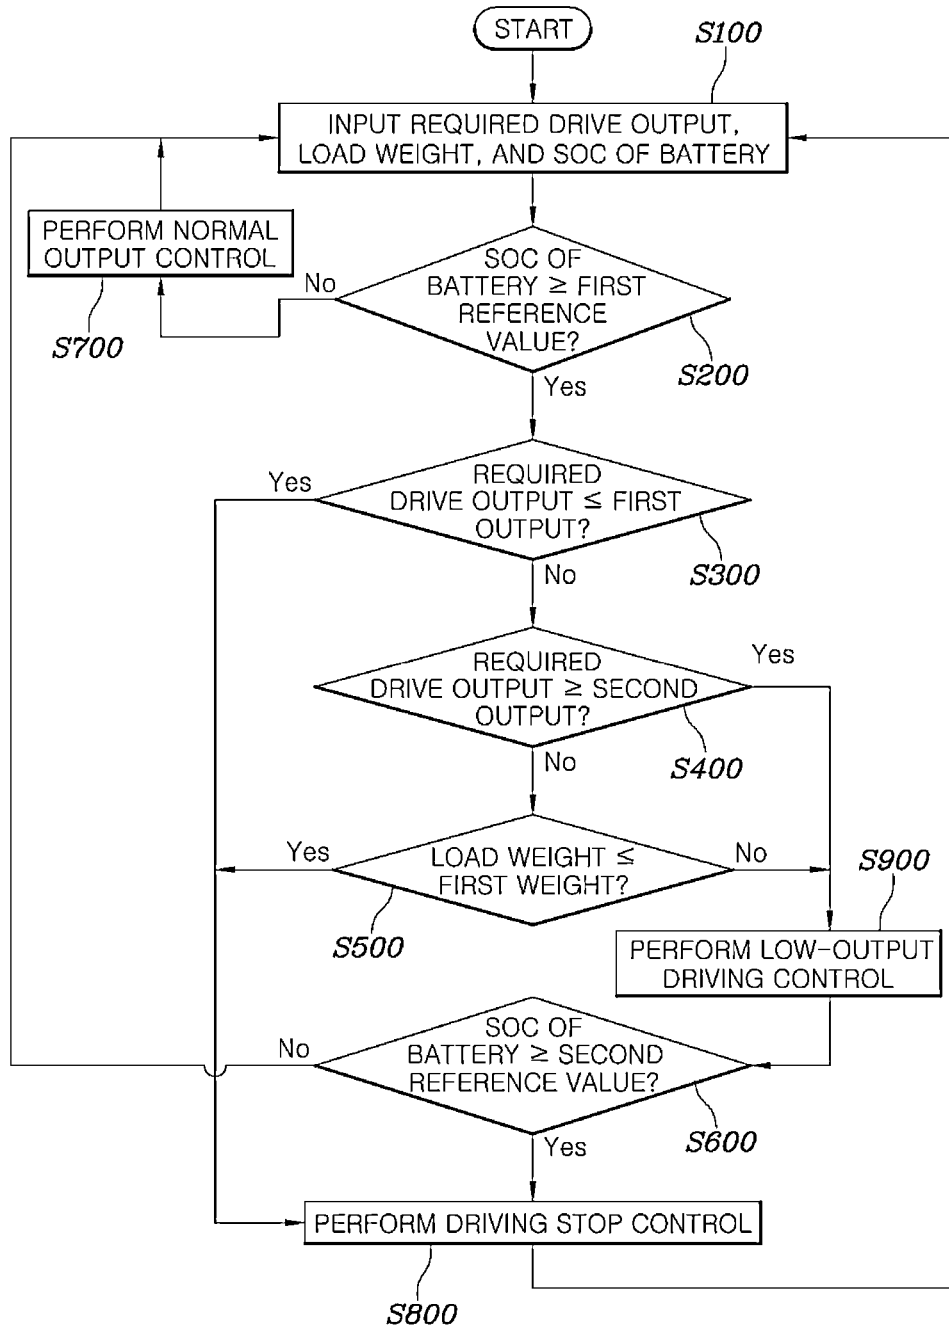 START
S100
INPUT REQUIRED DRIVE OUTPUT,
LOAD WEIGHT, AND SOC OF BATTERY
PERFORM NORMAL
OUTPUT CONTROL
S700
No
SOC OF
BATTERY ≥ FIRST
REFERENCE
VALUE?
S200
Yes
Yes
REQUIRED
DRIVE OUTPUT ≤ FIRST
OUTPUT?
S300
No
REQUIRED
DRIVE OUTPUT ≥ SECOND
OUTPUT?
Yes
S400
No
Yes
LOAD WEIGHT ≤
FIRST WEIGHT?
No
S500
S900
PERFORM LOW-OUTPUT
DRIVING CONTROL
No
SOC OF
BATTERY ≥ SECOND
REFERENCE VALUE?
S600
Yes
PERFORM DRIVING STOP CONTROL
S800